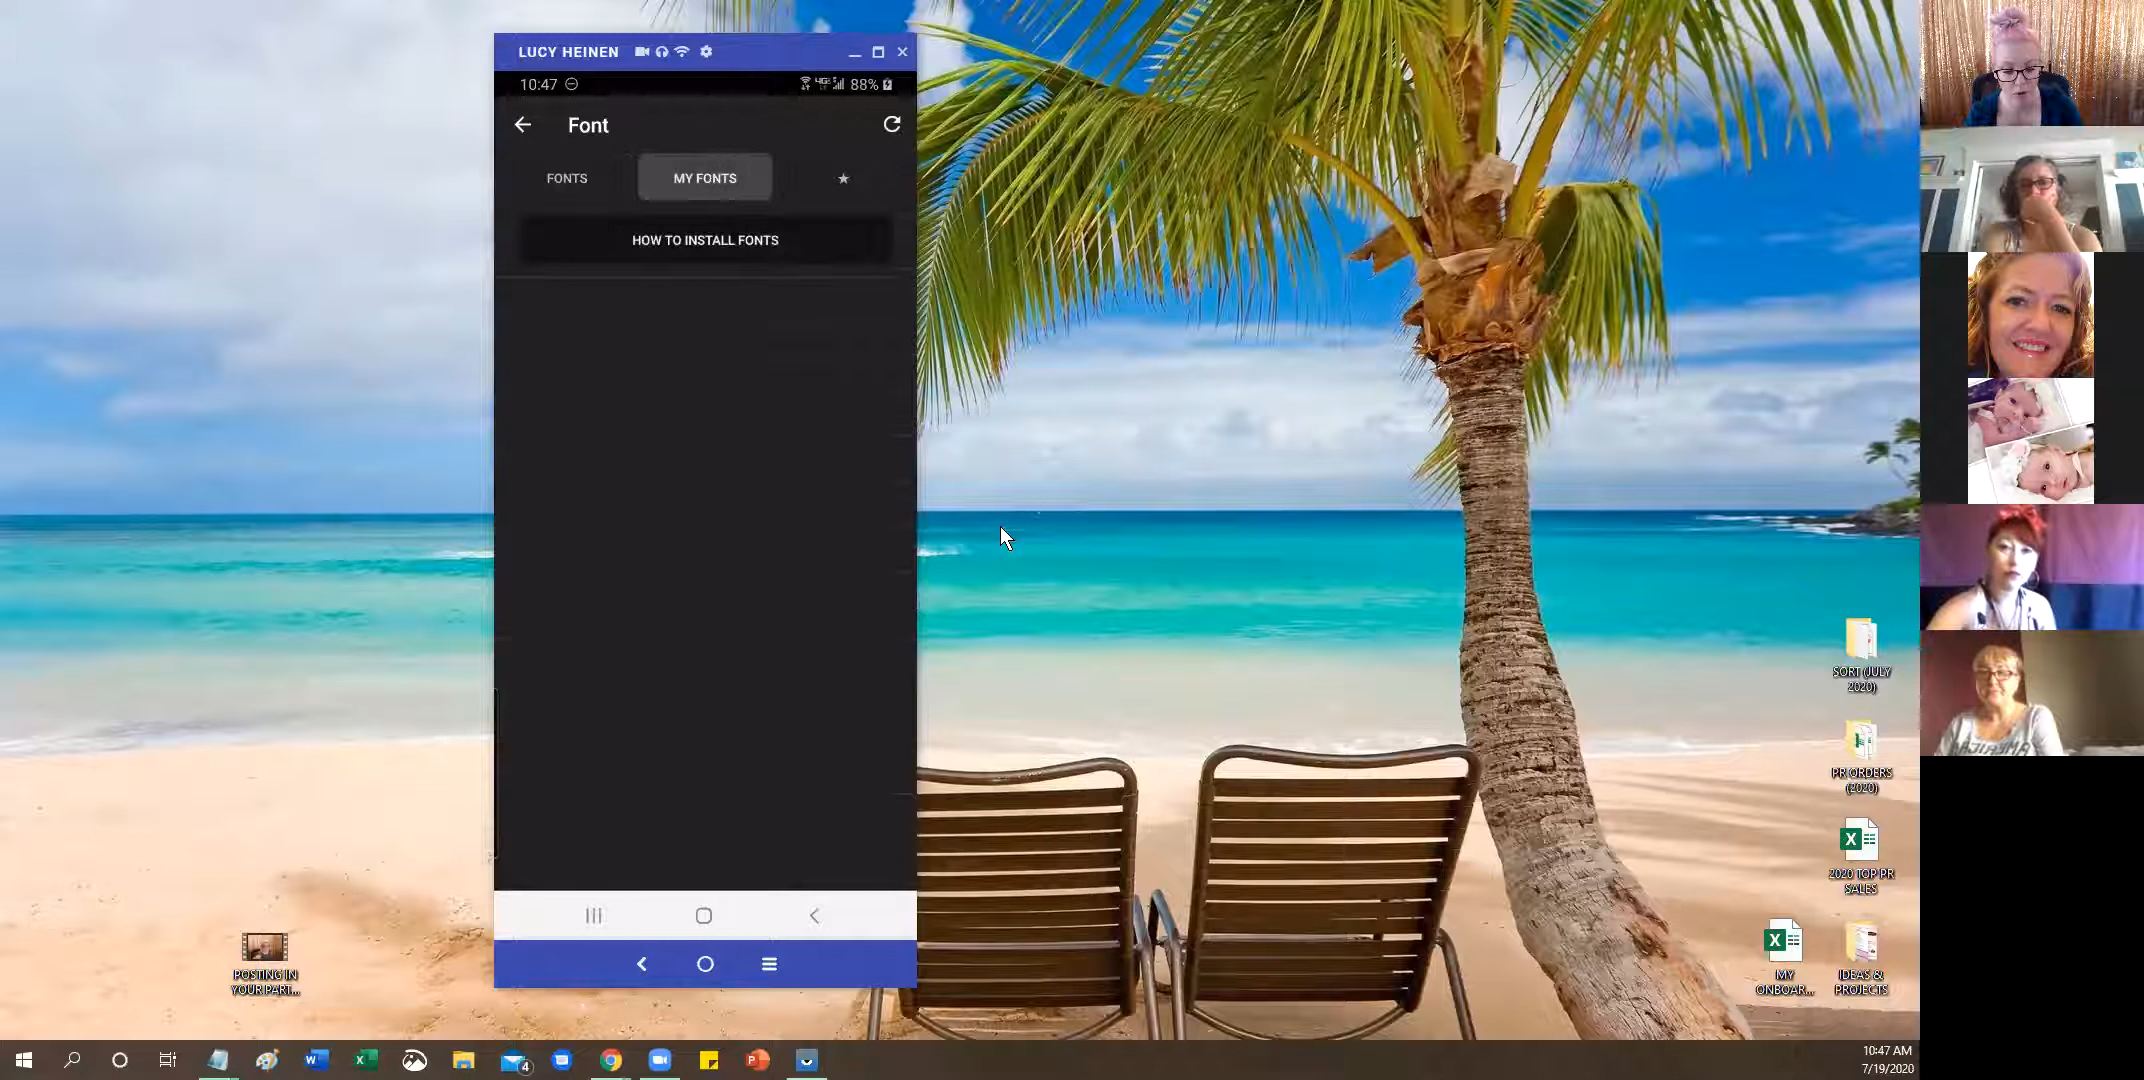 LUCY HEINEN
10:47
88%
Font
FONTS
MY FONTS
HOW TO INSTALL FONTS
SORT (JULY
2020)
PR ORDERS
(2020)
2020 TOP PR
SALES
MY
ONBOAR...
IDEAS &
PROJECTS
POSTING IN
YOUR PART...
4
10:47 AM
7/19/2020